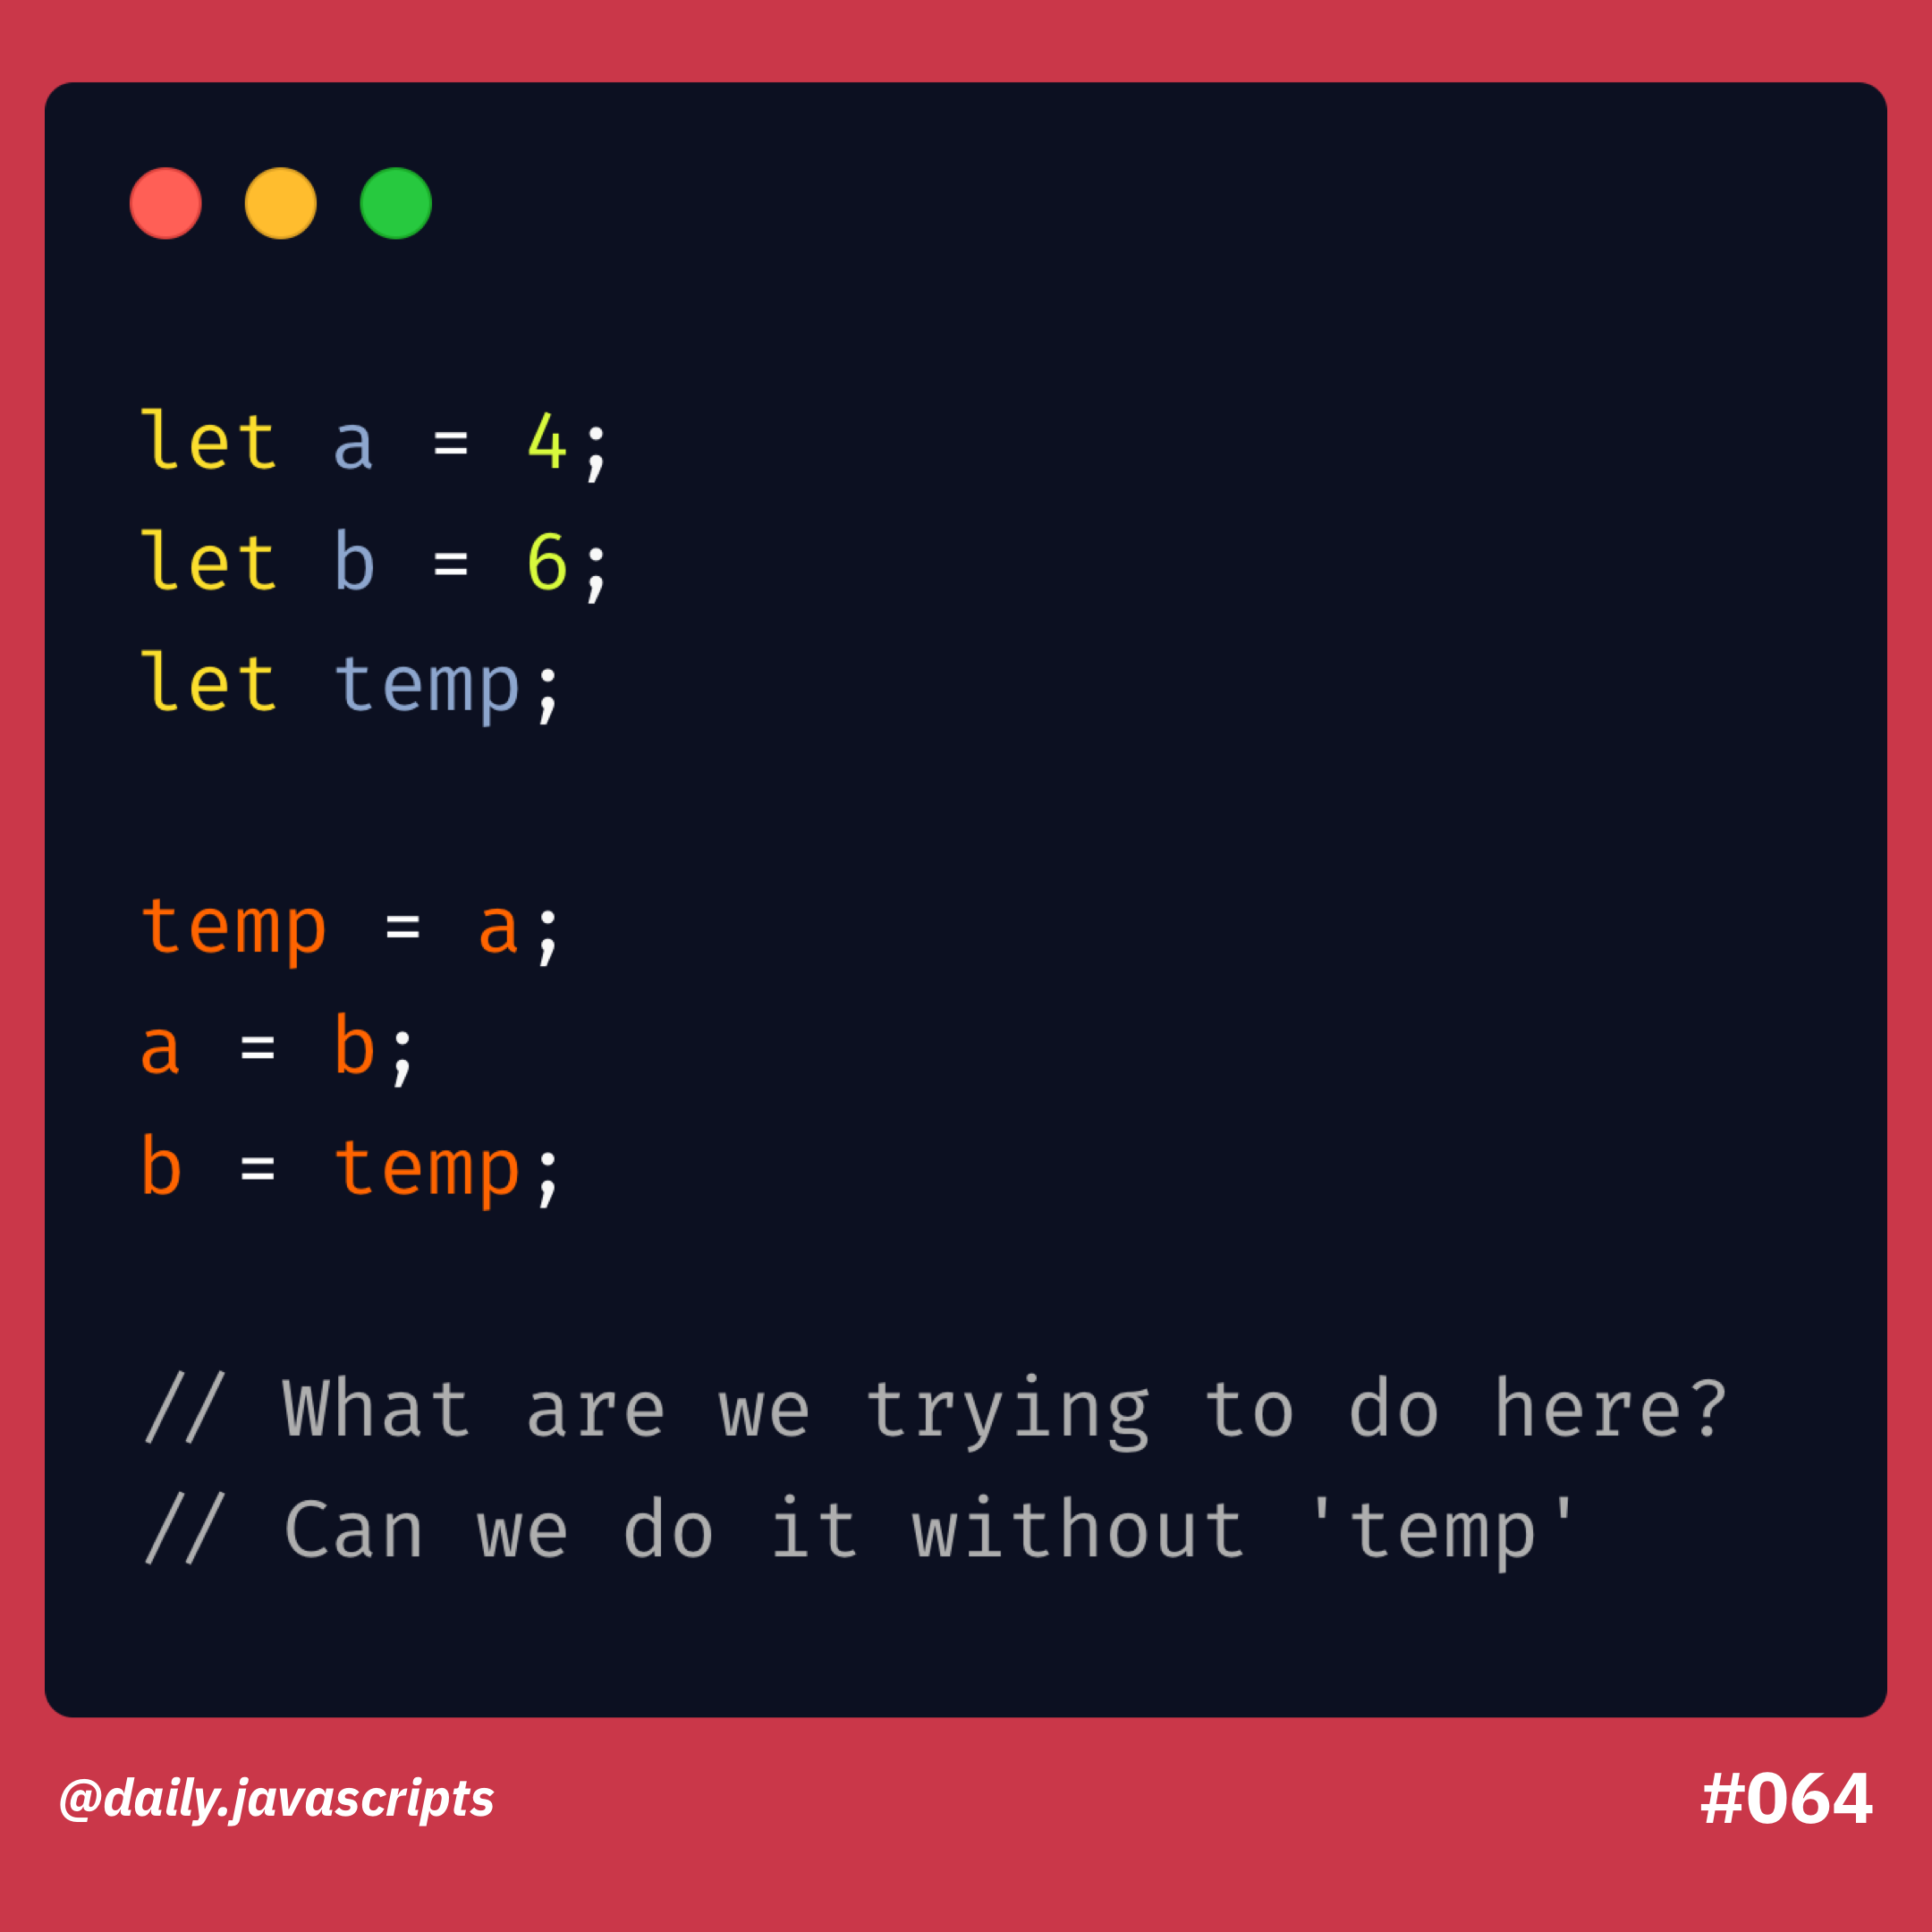 let a = 4;
let b = 6;
let temp;
temp = a;
a = b;
b = temp;
// What are we trying to do here?
// Can we do it without 'temp'
@daily.javascripts
#064